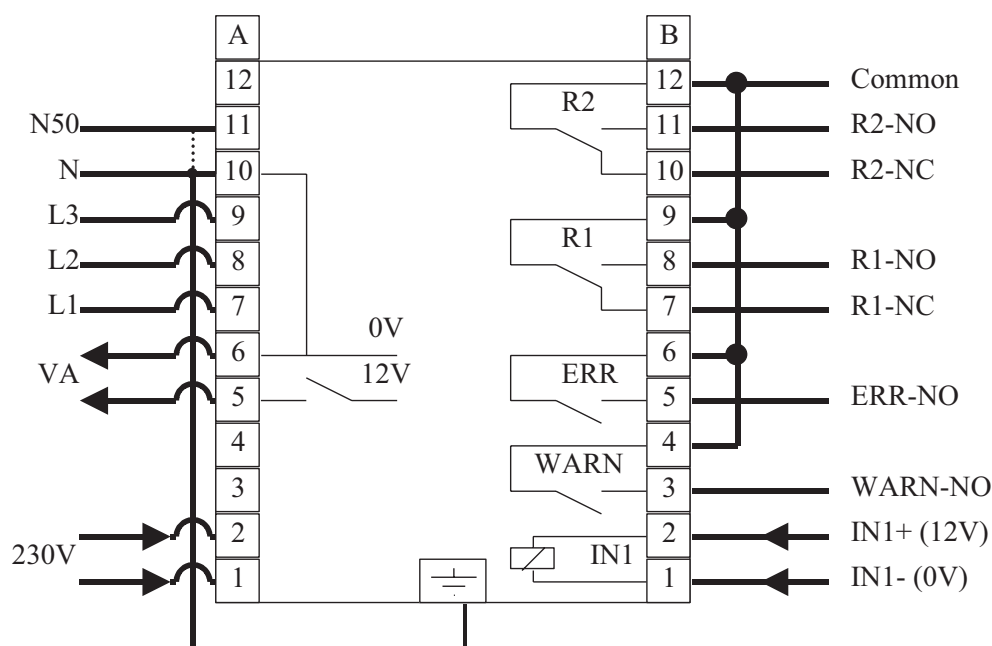 A B
12 12 Common
R2
N50 11 11 R2-NO
N 10 10 R2-NC
L3 9 9
R1
L2 8 8 R1-NO
L1 7 7 R1-NC
0V
6 6
VA 12V ERR
5 5 ERR-NO
4 4
WARN
3 3 WARN-NO
2 2 IN1+ (12V)
230V IN1
1 1 IN1- (0V)